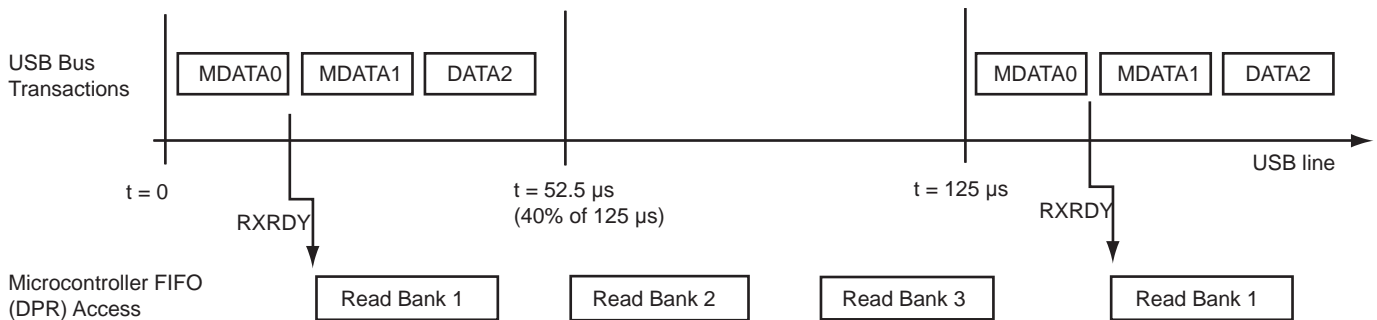 USB Bus
Transactions
MDATA0 MDATA1 DATA2 MDATA0 MDATA1 DATA2
USB line
t = 0 t = 52.5 µs t = 125 µs
(40% of 125 µs)
RXRDY RXRDY
Microcontroller FIFO
(DPR) Access
Read Bank 1 Read Bank 2 Read Bank 3 Read Bank 1